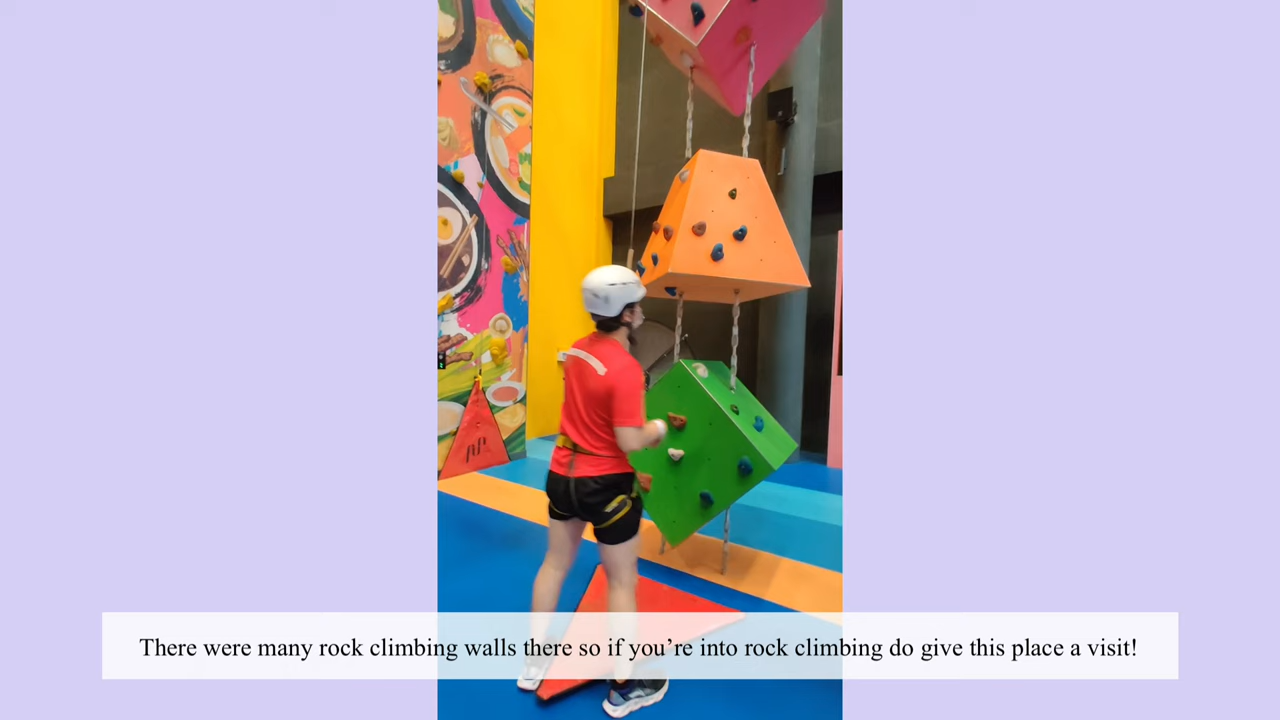 There were many rock climbing walls there so if you’re into rock climbing do give this place a visit!